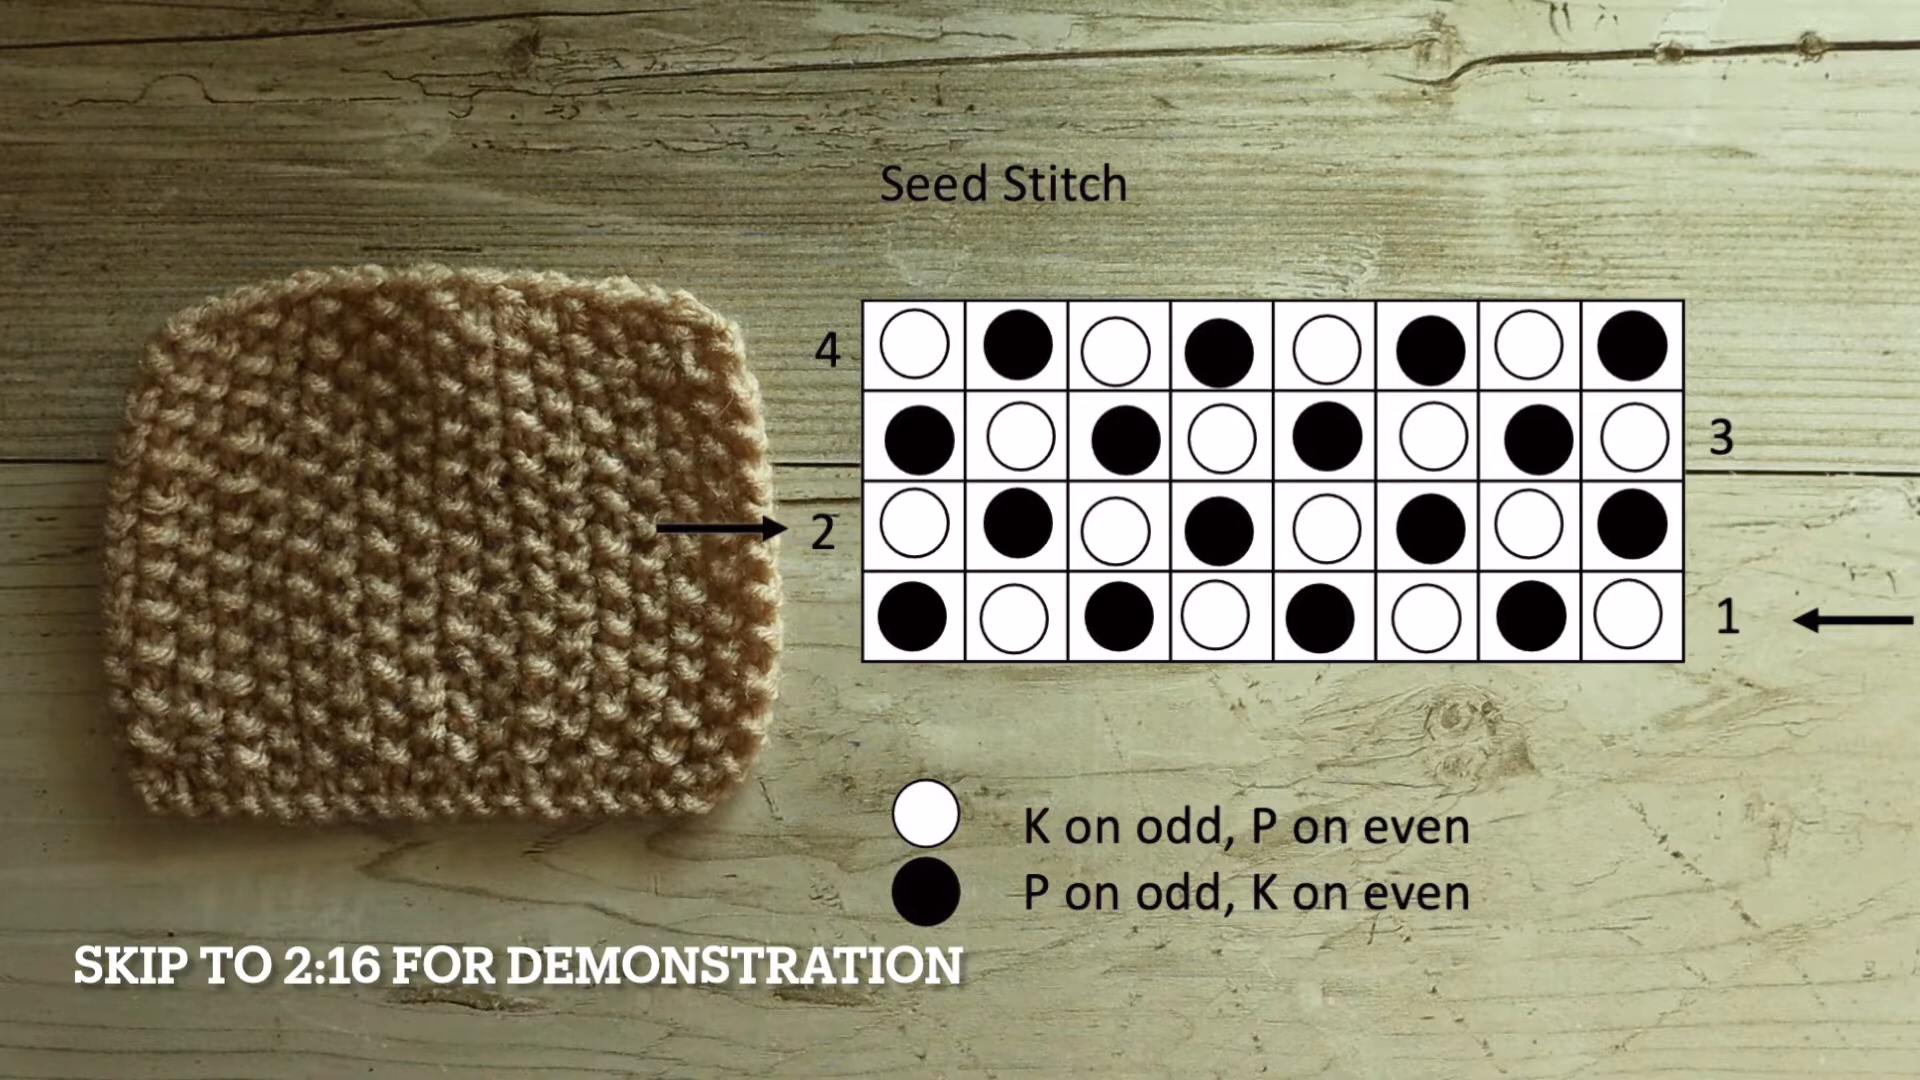 Seed Stitch
4
3
2
1
K on odd, P on even
P on odd, K on even
SKIP TO 2:16 FOR DEMONSTRATION